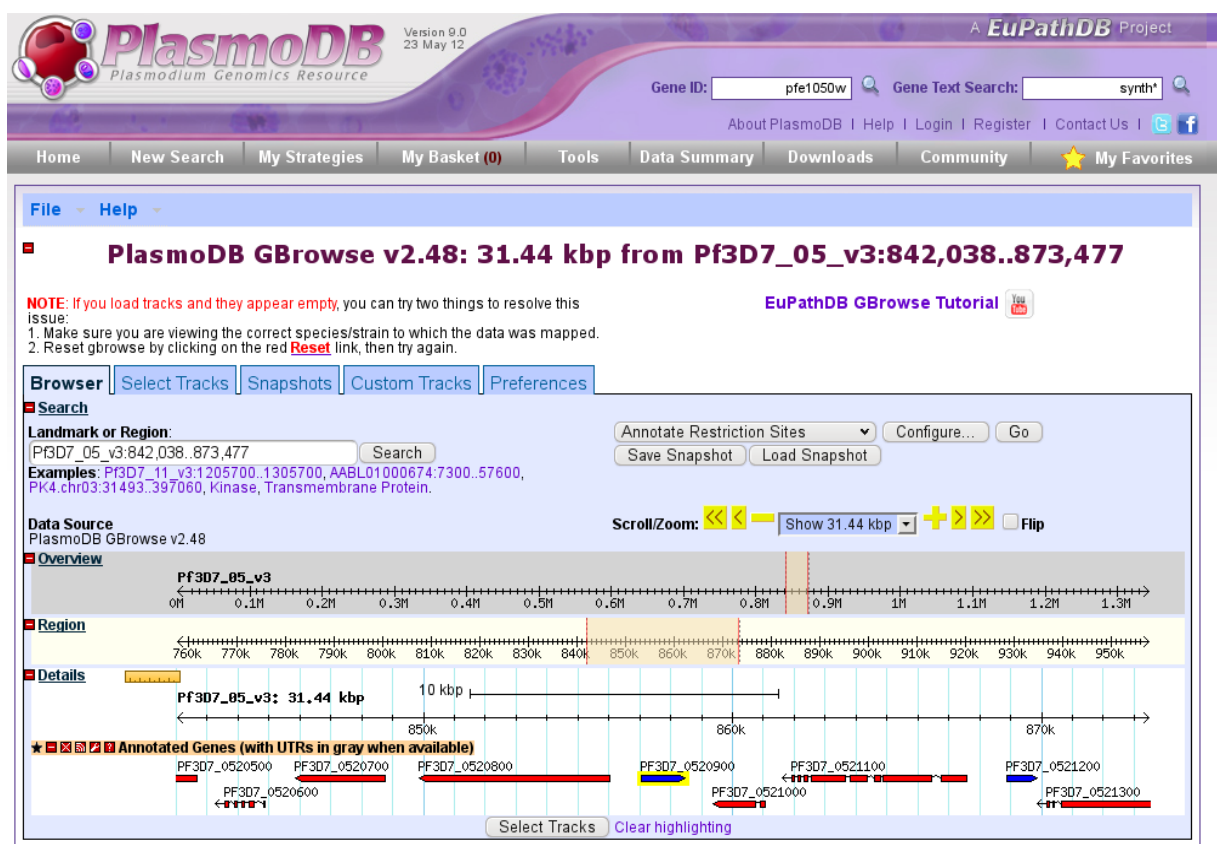 PlasmoDB
Plasmodium Genomics Resource
Version 9.0
23 May 12
A EuPathDB Project
Gene ID: pfe1050w Gene Text Search: synth*
About PlasmoDB | Help | Login | Register | Contact Us |
Home New Search My Strategies My Basket (0) Tools Data Summary Downloads Community My Favorites
File Help
PlasmoDB GBrowse v2.48: 31.44 kbp from Pf3D7_05_v3:842,038..873,477
NOTE: If you load tracks and they appear empty, you can try two things to resolve this
issue:
1. Make sure you are viewing the correct species/strain to which the data was mapped.
2. Reset gbrowse by clicking on the red Reset link, then try again.
EuPathDB GBrowse Tutorial You Tube
Browser Select Tracks Snapshots Custom Tracks Preferences
Search
Landmark or Region:
Pf3D7_05_v3:842,038..873,477 Search
Examples: Pf3D7_11_v3:1205700..1305700, AABL01000674:7300..57600,
PK4.chr03:31493..397060, Kinase, Transmembrane Protein.
Annotate Restriction Sites Configure... Go
Save Snapshot Load Snapshot
Data Source
PlasmoDB GBrowse v2.48
Scroll/Zoom: << < Show 31.44 kbp > >> Flip
Overview
Pf3D7_05_v3
0M 0.1M 0.2M 0.3M 0.4M 0.5M 0.6M 0.7M 0.8M 0.9M 1M 1.1M 1.2M 1.3M
Region
760k 770k 780k 790k 800k 810k 820k 830k 840k 850k 860k 870k 880k 890k 900k 910k 920k 930k 940k 950k
Details
Pf3D7_05_v3: 31.44 kbp 10 kbp
850k 860k 870k
Annotated Genes (with UTRs in gray when available)
PF3D7_0520500 PF3D7_0520700 PF3D7_0520800 PF3D7_0520900 PF3D7_0521100 PF3D7_0521200
PF3D7_0520600 PF3D7_0521000 PF3D7_0521300
Select Tracks Clear highlighting